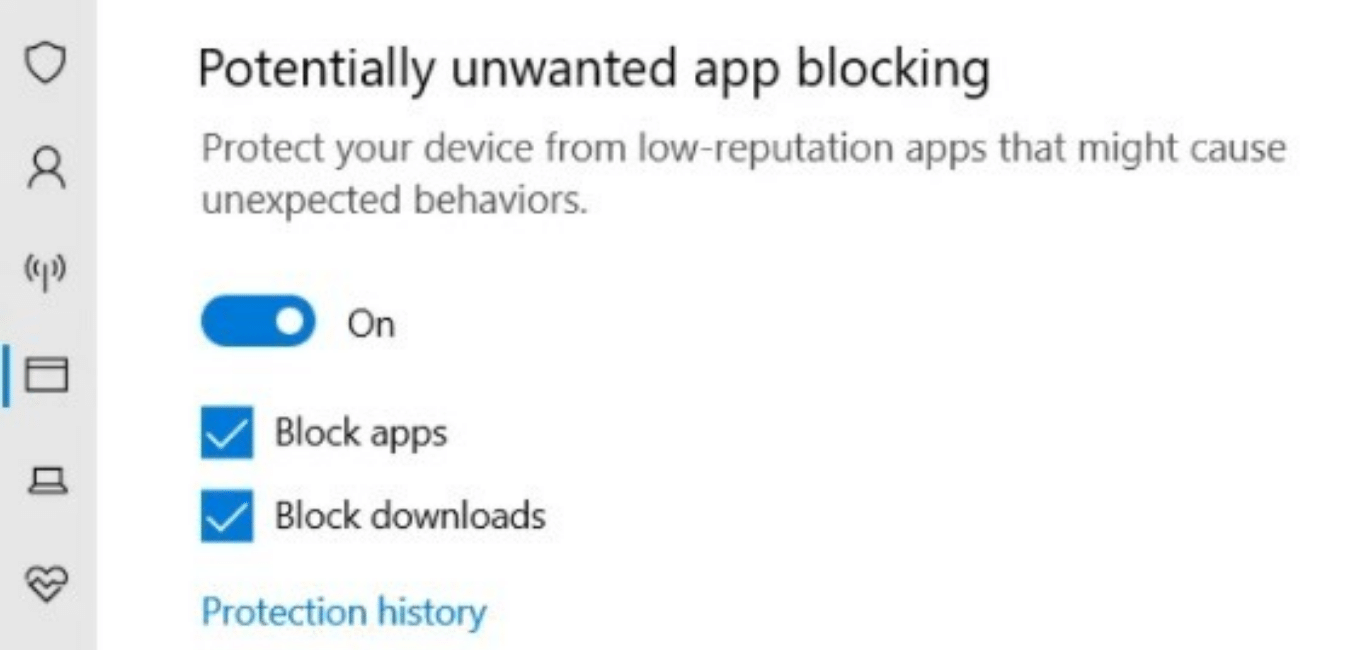 Potentially unwanted app blocking
Protect your device from low-reputation apps that might cause
unexpected behaviors.
On
Block apps
Block downloads
Protection history